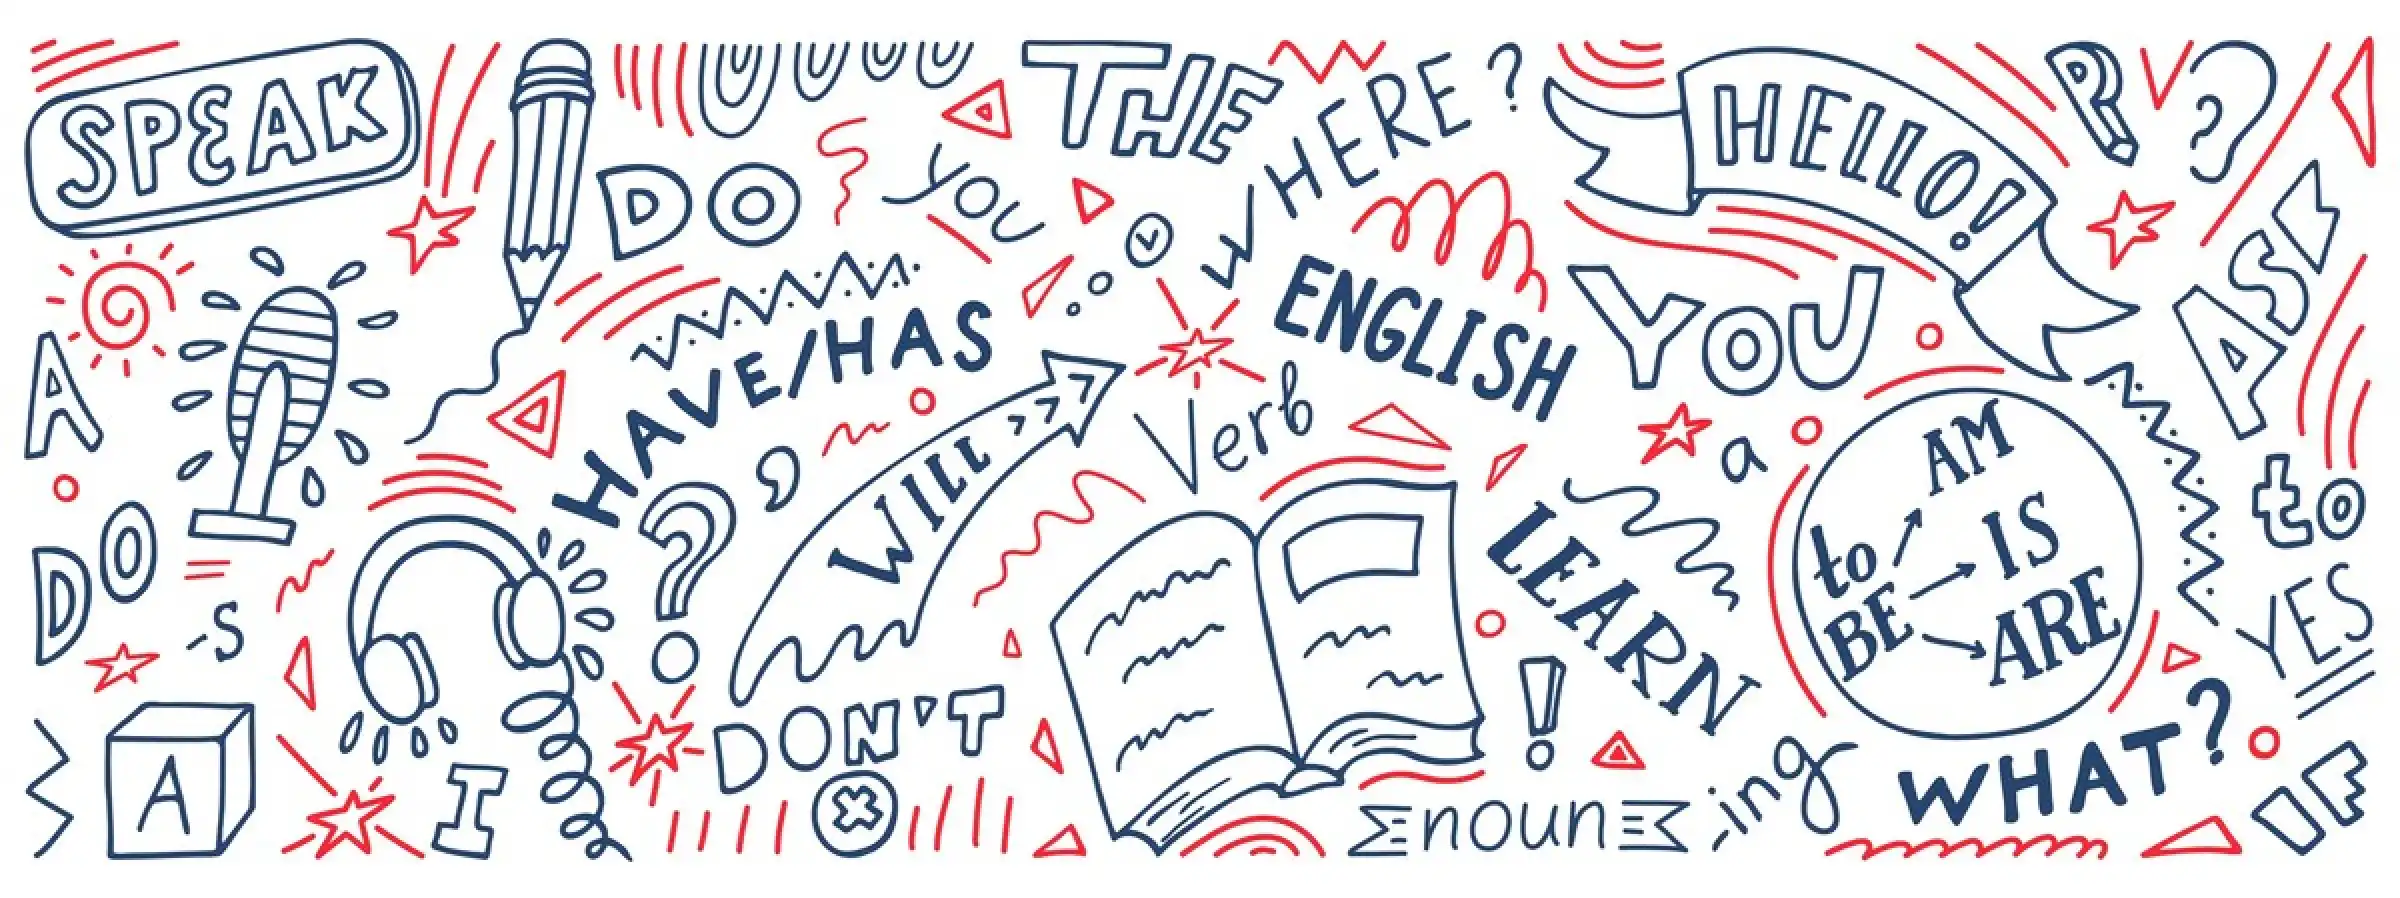 SPEAK
THE
WHERE?
HELLO!
DO
you
ASK
HAVE/HAS
ENGLISH
YOU
A
Verb
a
AM
WILL
to
DO
LEARN
to
BE
IS
ARE
-S
YES
DON'T
A
I
noun
-ing
WHAT?
IF